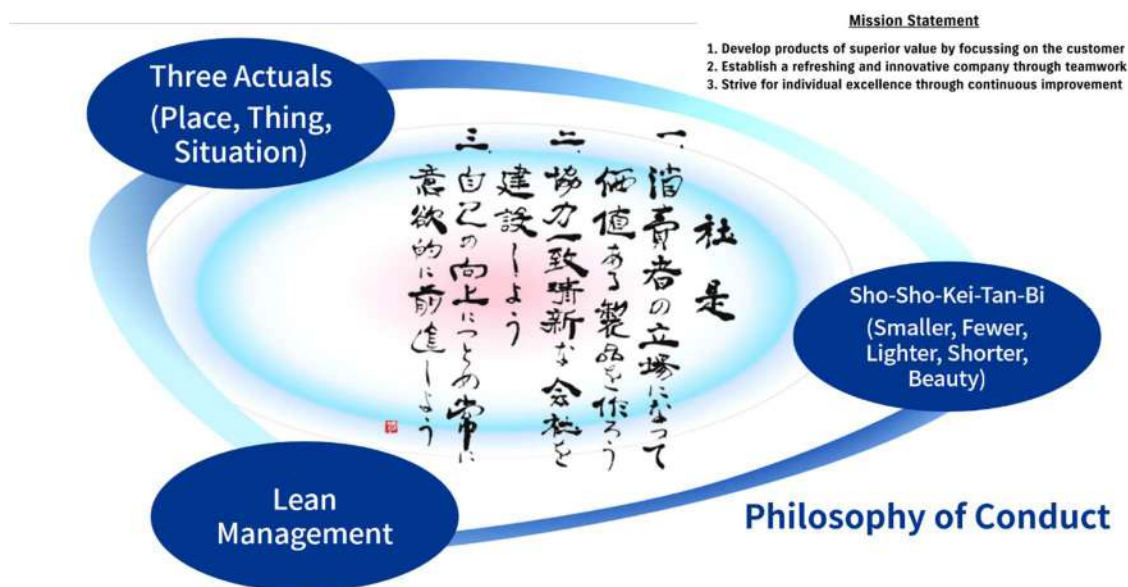 Mission Statement
1. Develop products of superior value by focussing on the customer
2. Establish a refreshing and innovative company through teamwork
3. Strive for individual excellence through continuous improvement
Three Actuals
(Place, Thing,
Situation)
社是
一、消費者の立場になって
価値ある製品を作ろう
二、協力一致清新な会社を
建設しよう
三、自己の向上につとめ常に
意欲的に前進しよう
Sho-Sho-Kei-Tan-Bi
(Smaller, Fewer,
Lighter, Shorter,
Beauty)
Lean
Management
Philosophy of Conduct